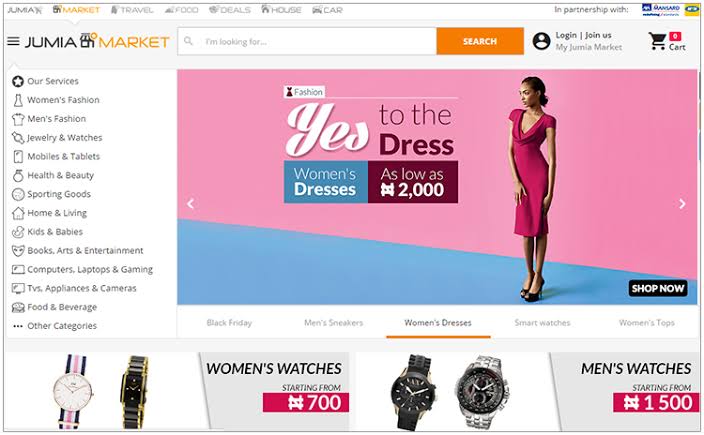 JUMIA MARKET TRAVEL FOOD DEALS HOUSE CAR
In partnership with: AXA MANSARD MTN
JUMIA MARKET
I'm looking for...
SEARCH
Login | Join us
My Jumia Market
0
Cart
Our Services
Women's Fashion
Men's Fashion
Jewelry & Watches
Mobiles & Tablets
Health & Beauty
Sporting Goods
Home & Living
Kids & Babies
Books, Arts & Entertainment
Computers, Laptops & Gaming
Tvs, Appliances & Cameras
Food & Beverage
Other Categories
Fashion
Yes to the
Dress
Women's
Dresses
As low as
₦ 2,000
SHOP NOW
Black Friday
Men's Sneakers
Women's Dresses
Smart watches
Women's Tops
WOMEN'S WATCHES
STARTING FROM
₦ 700
MEN'S WATCHES
STARTING FROM
₦ 1 500